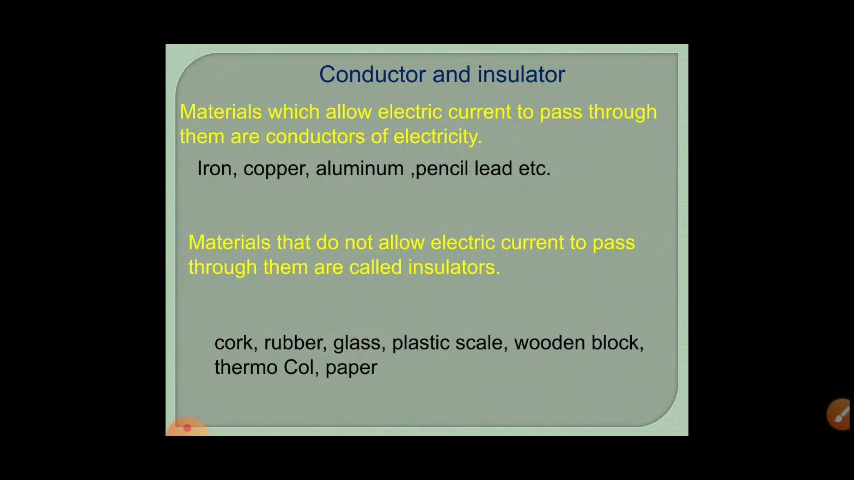 Conductor and insulator
Materials which allow electric current to pass through
them are conductors of electricity.
Iron, copper, aluminum ,pencil lead etc.
Materials that do not allow electric current to pass
through them are called insulators.
cork, rubber, glass, plastic scale, wooden block,
thermo Col, paper